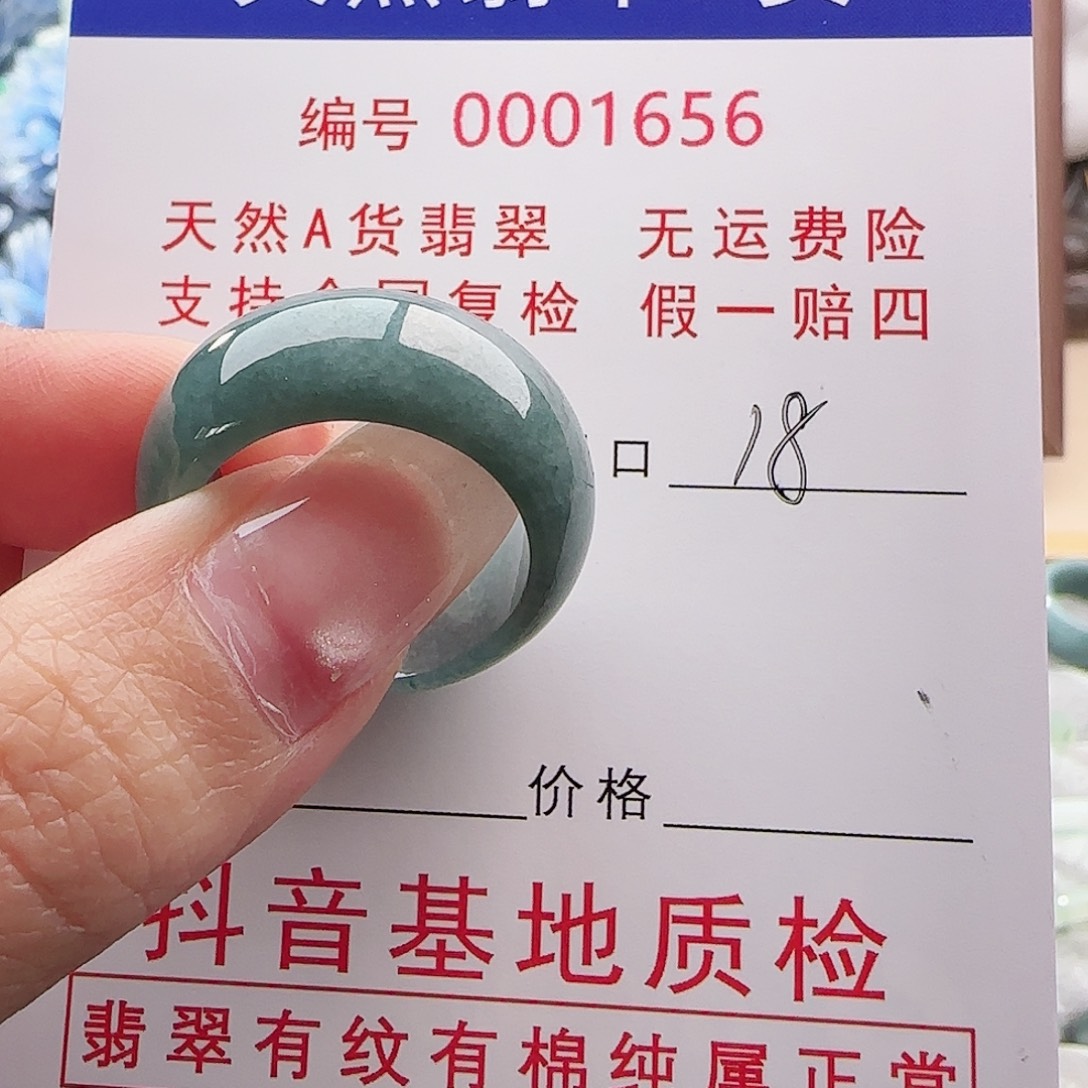 编号 0001656
天然A货翡翠 无运费险
支持全国复检 假一赔四
口 18
价格
抖音基地质检
翡翠有纹有棉纯属正常